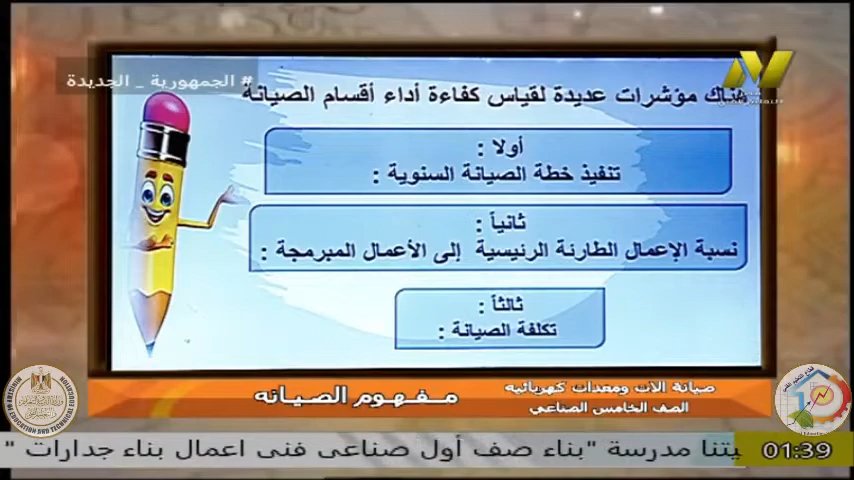 # الجمهورية _ الجديدة
هناك مؤشرات عديدة لقياس كفاءة أداء أقسام الصيانة
أولا :
تنفيذ خطة الصيانة السنوية :
ثانياً :
نسبة الإعمال الطارئة الرئيسية إلى الأعمال المبرمجة :
ثالثاً :
تكلفة الصيانة :
صيانة الات ومعدات كهربائيه
الصف الخامس الصناعي
مفهوم الصيانه
مدرسة "بناء صف أول صناعى فنى اعمال بناء جدارات "
01:39